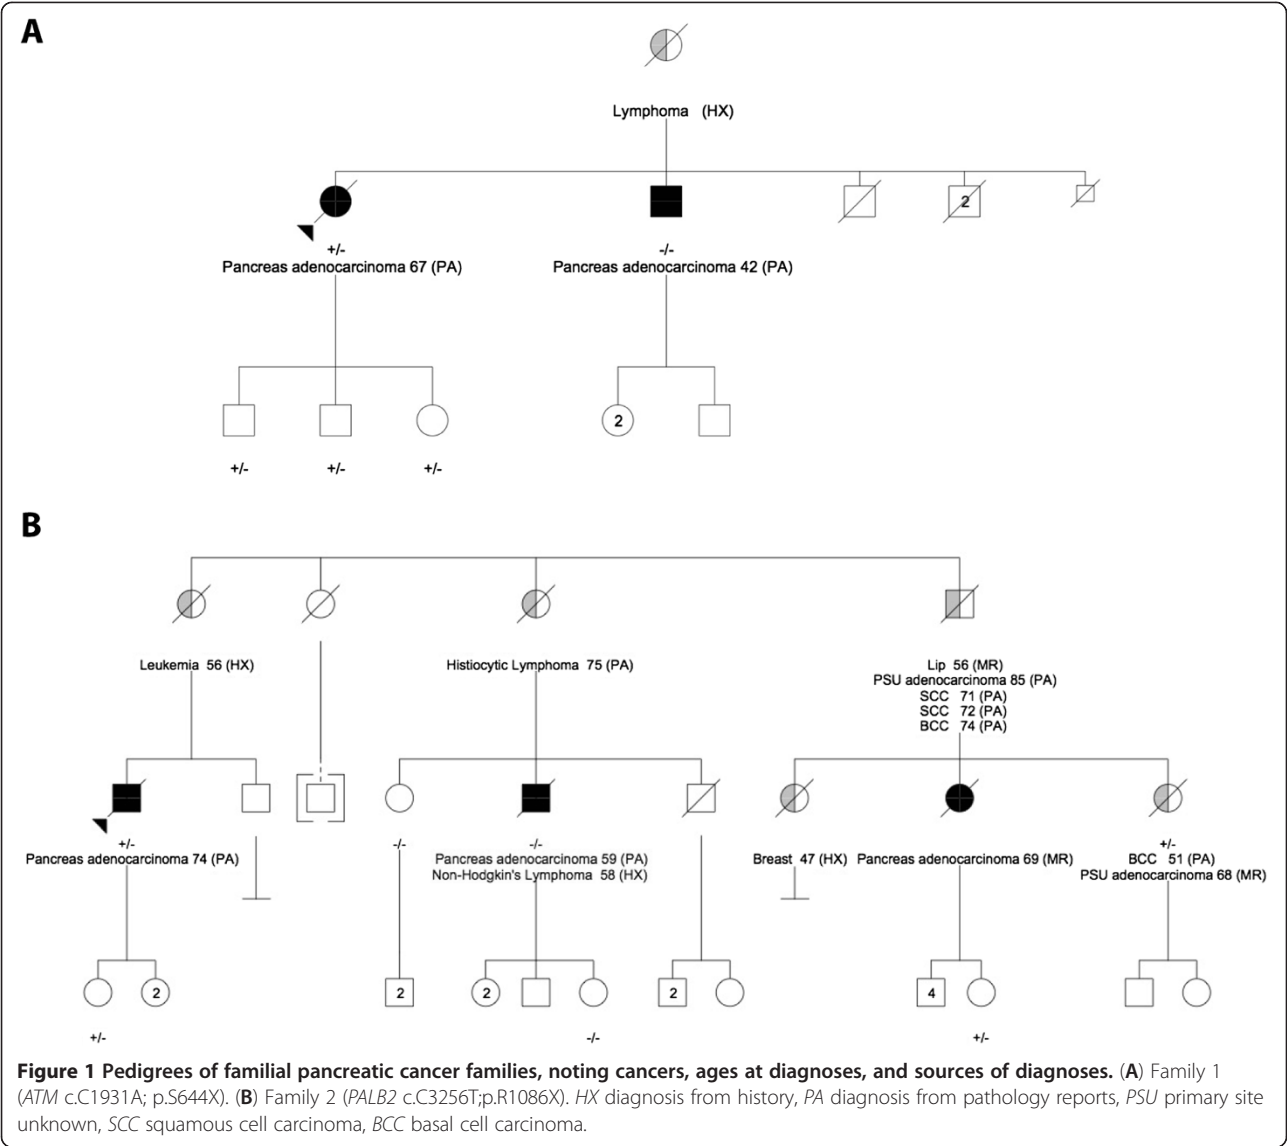 A
Lymphoma (HX)
2
+/- -/-
Pancreas adenocarcinoma 67 (PA) Pancreas adenocarcinoma 42 (PA)
2
+/- +/- +/-
B
Leukemia 56 (HX) Histiocytic Lymphoma 75 (PA) Lip 56 (MR)
PSU adenocarcinoma 85 (PA)
SCC 71 (PA)
SCC 72 (PA)
BCC 74 (PA)
+/- -/- -/- +/-
Pancreas adenocarcinoma 74 (PA) Pancreas adenocarcinoma 59 (PA) Breast 47 (HX) Pancreas adenocarcinoma 69 (MR) BCC 51 (PA)
Non-Hodgkin's Lymphoma 58 (HX) PSU adenocarcinoma 68 (MR)
2 2 2 2 4
+/- -/- +/-
Figure 1 Pedigrees of familial pancreatic cancer families, noting cancers, ages at diagnoses, and sources of diagnoses. (A) Family 1
(ATM c.C1931A; p.S644X). (B) Family 2 (PALB2 c.C3256T;p.R1086X). HX diagnosis from history, PA diagnosis from pathology reports, PSU primary site
unknown, SCC squamous cell carcinoma, BCC basal cell carcinoma.